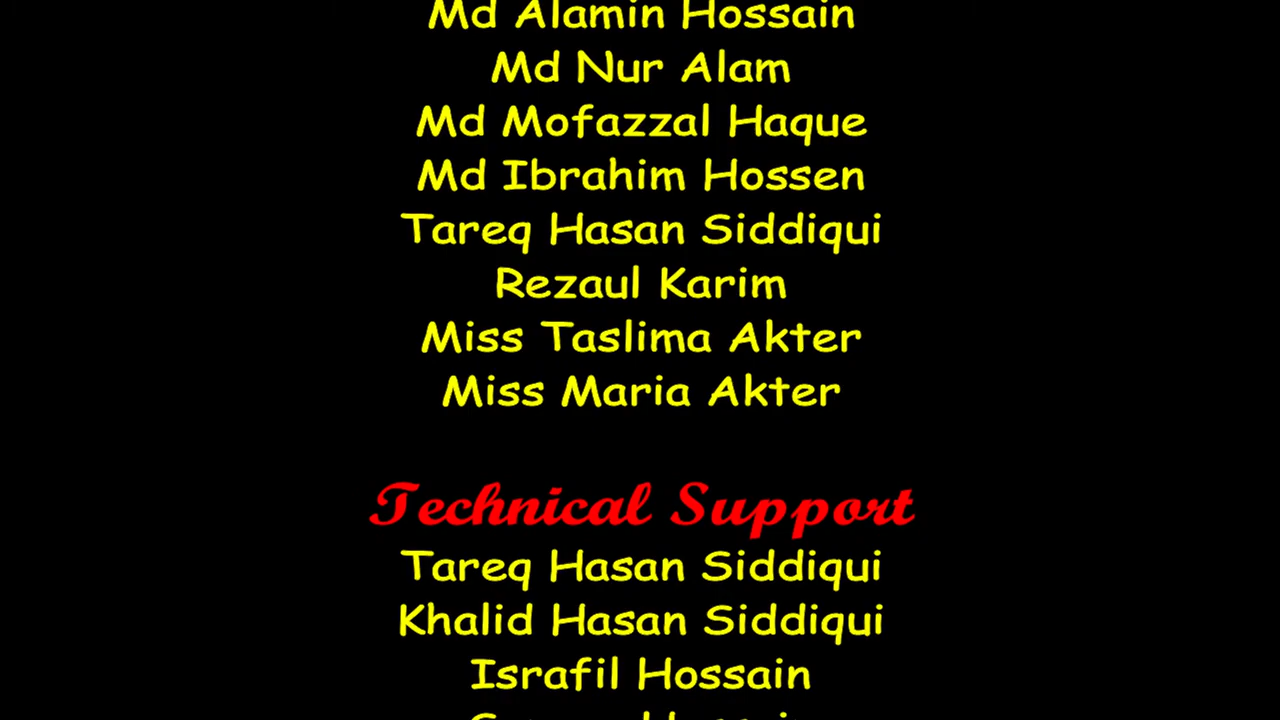 Md Alamin Hossain
Md Nur Alam
Md Mofazzal Haque
Md Ibrahim Hossen
Tareq Hasan Siddiqui
Rezaul Karim
Miss Taslima Akter
Miss Maria Akter
Technical Support
Tareq Hasan Siddiqui
Khalid Hasan Siddiqui
Israfil Hossain